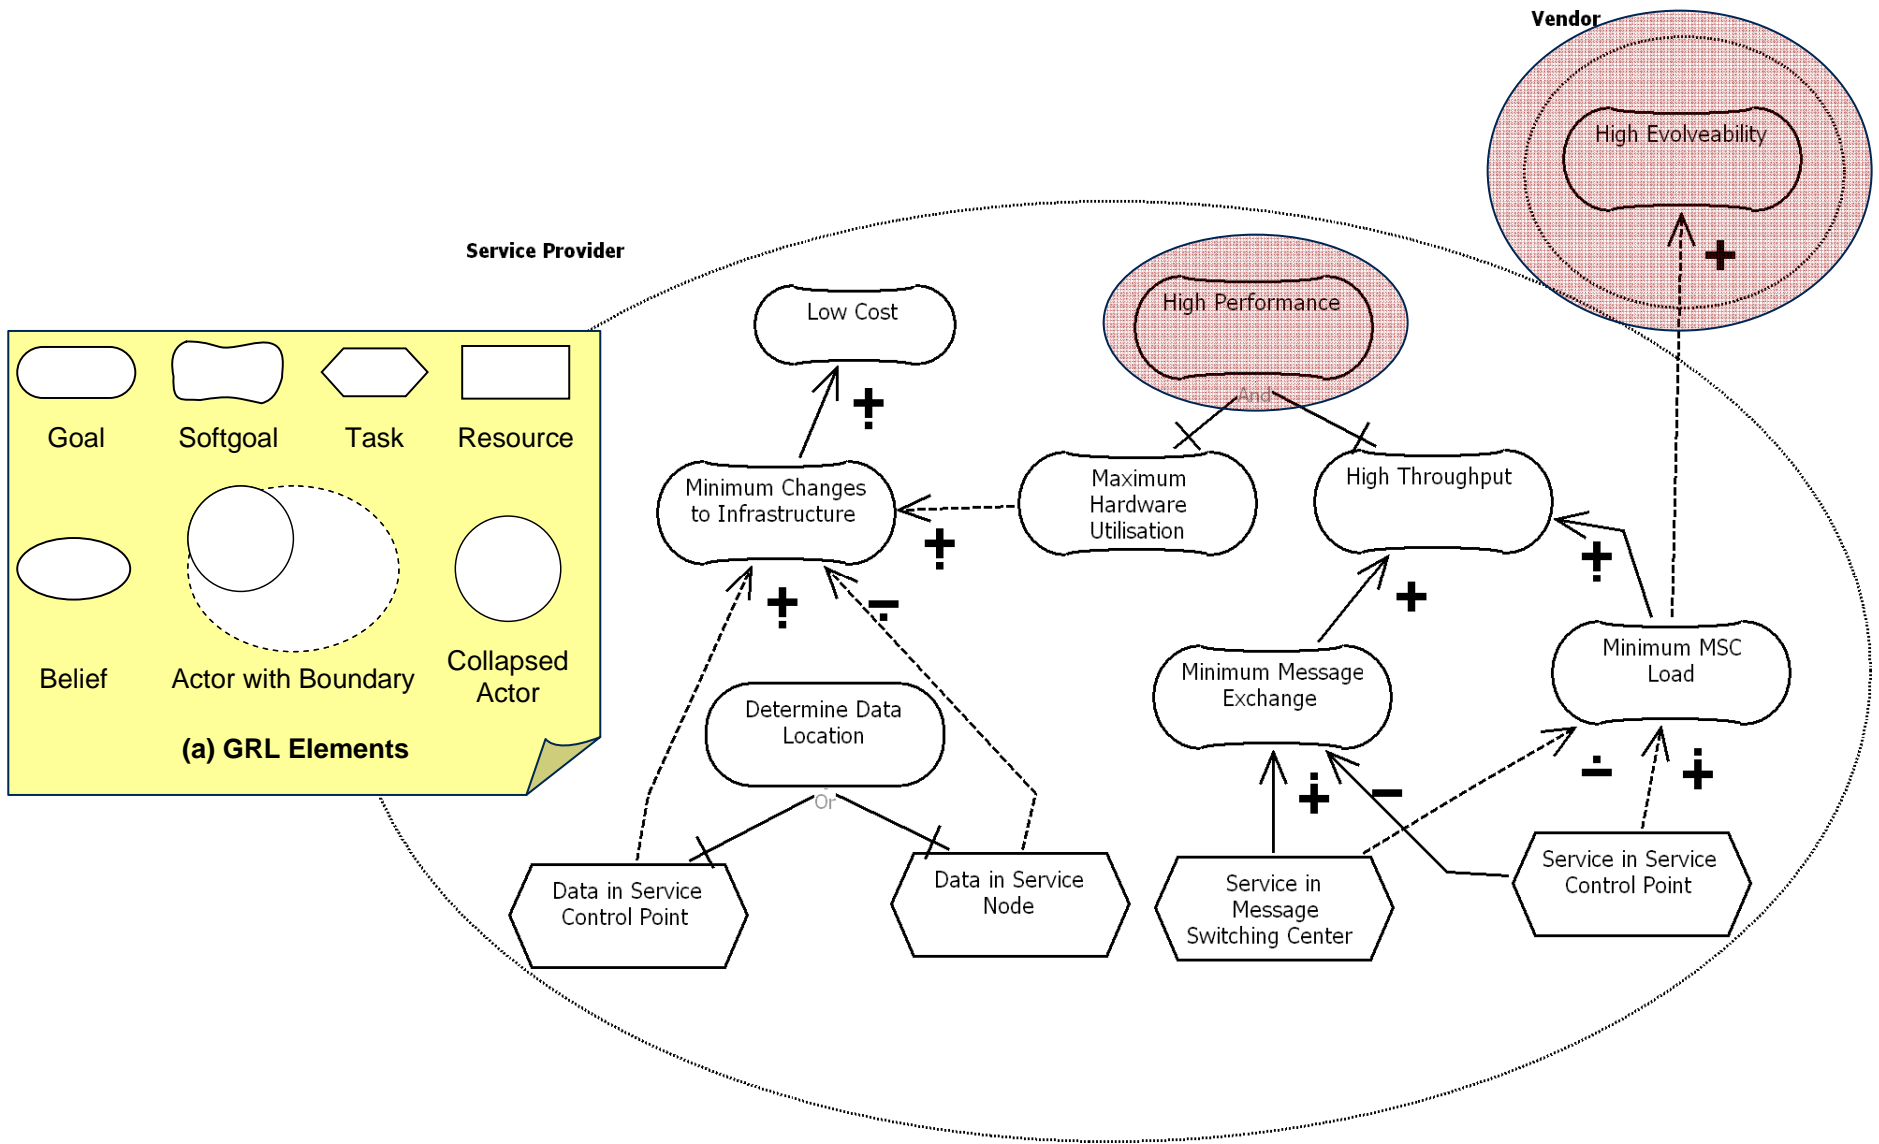 Vendor
High Evolveability
+
Service Provider
Low Cost
High Performance
And
Goal
Softgoal
Task
Resource
Belief
Actor with Boundary
Collapsed
Actor
(a) GRL Elements
Minimum Changes
to Infrastructure
Maximum
Hardware
Utilisation
High Throughput
+
Minimum Message
Exchange
Minimum MSC
Load
Determine Data
Location
Or
-
Data in Service
Control Point
Data in Service
Node
Service in
Message
Switching Center
Service in Service
Control Point